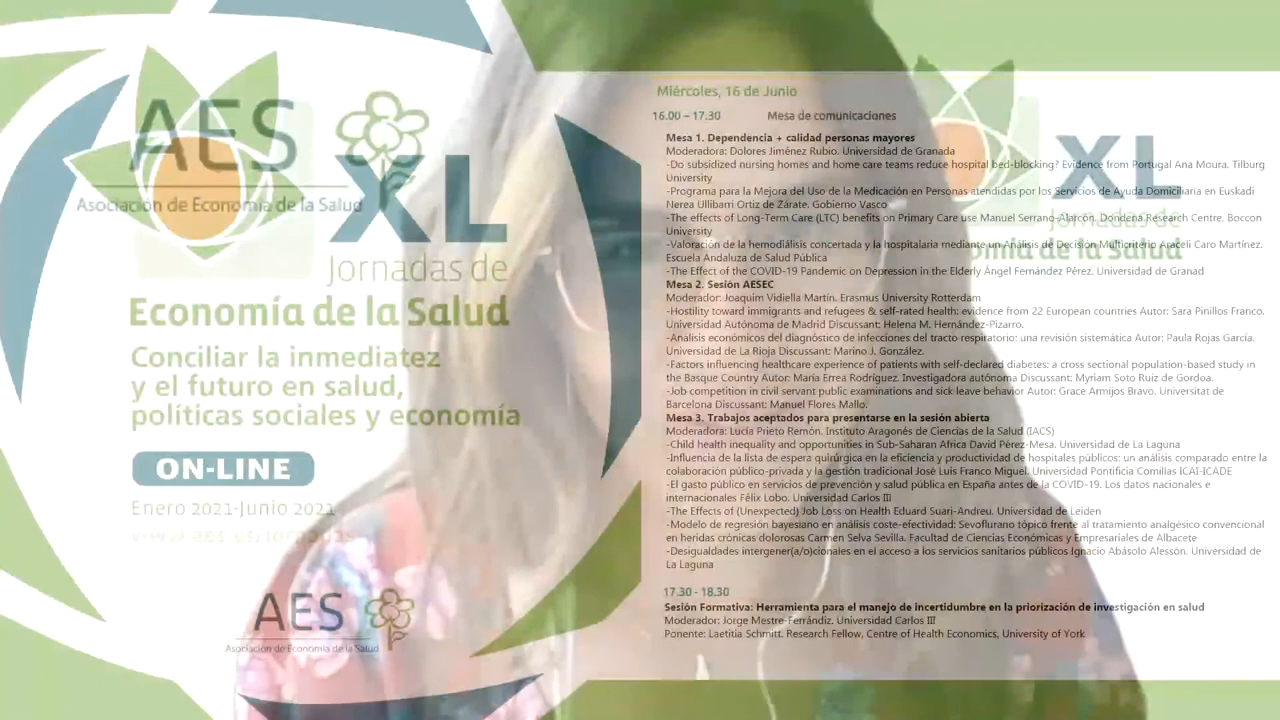 AES
Asociación de Economía de la Salud
XL
Jornadas de
Economía de la Salud
Conciliar la inmediatez
y el futuro en salud,
políticas sociales y economía
ON-LINE
Enero 2021-Junio 2021
AES
Asociación de Economía de la Salud
XL
Jornadas de
omía de la Salud
Miércoles, 16 de Junio
16.00 – 17.30 Mesa de comunicaciones
Mesa 1. Dependencia + calidad personas mayores
Moderadora: Dolores Jiménez Rubio. Universidad de Granada
-Do subsidized nursing homes and home care teams reduce hospital bed-blocking? Evidence from Portugal Ana Moura. Tilburg
University
-Programa para la Mejora del Uso de la Medicación en Personas atendidas por los Servicios de Ayuda Domiciliaria en Euskadi
Nerea Ullibarri Ortiz de Zárate. Gobierno Vasco
-The effects of Long-Term Care (LTC) benefits on Primary Care use Manuel Serrano-Alarcón. Dondena Research Centre, Boccon
University
-Valoración de la hemodiálisis concertada y la hospitalaria mediante un Análisis de Decisión Multicriterio Araceli Caro Martínez.
Escuela Andaluza de Salud Pública
-The Effect of the COVID-19 Pandemic on Depression in the Elderly Ángel Fernández Pérez. Universidad de Granad
Mesa 2. Sesión AESEC
Moderador: Joaquim Vidiella Martin. Erasmus University Rotterdam
-Hostility toward immigrants and refugees & self-rated health: evidence from 22 European countries Autor: Sara Pinillos Franco.
Universidad Autónoma de Madrid Discussant: Helena M. Hernández-Pizarro.
-Análisis económicos del diagnóstico de infecciones del tracto respiratorio: una revisión sistemática Autor: Paula Rojas García.
Universidad de La Rioja Discussant: Marino J. González.
-Factors influencing healthcare experience of patients with self-declared diabetes: a cross sectional population-based study in
the Basque Country Autor: María Errea Rodríguez. Investigadora autónoma Discussant: Myriam Soto Ruiz de Gordoa.
-Job competition in civil servant public examinations and sick leave behavior Autor: Grace Armijos Bravo. Universitat de
Barcelona Discussant: Manuel Flores Mallo.
Mesa 3. Trabajos aceptados para presentarse en la sesión abierta
Moderadora: Lucía Prieto Remón. Instituto Aragonés de Ciencias de la Salud (IACS)
-Child health inequality and opportunities in Sub-Saharan Africa David Pérez-Mesa. Universidad de La Laguna
-Influencia de la lista de espera quirúrgica en la eficiencia y productividad de hospitales públicos: un análisis comparado entre la
colaboración público-privada y la gestión tradicional José Luis Franco Miguel. Universidad Pontificia Comillas ICAI-ICADE
-El gasto público en servicios de prevención y salud pública en España antes de la COVID-19. Los datos nacionales e
internacionales Félix Lobo. Universidad Carlos III
-The Effects of (Unexpected) Job Loss on Health Eduard Suari-Andreu. Universidad de Leiden
-Modelo de regresión bayesiano en análisis coste-efectividad: Sevoflurano tópico frente al tratamiento analgésico convencional
en heridas crónicas dolorosas Carmen Selva Sevilla. Facultad de Ciencias Económicas y Empresariales de Albacete
-Desigualdades intergener(a/o)cionales en el acceso a los servicios sanitarios públicos Ignacio Abásolo Alessón. Universidad de
La Laguna
17.30 - 18.30
Sesión Formativa: Herramienta para el manejo de incertidumbre en la priorización de investigación en salud
Moderador: Jorge Mestre-Ferrándiz. Universidad Carlos III
Ponente: Laetitia Schmitt. Research Fellow, Centre of Health Economics, University of York